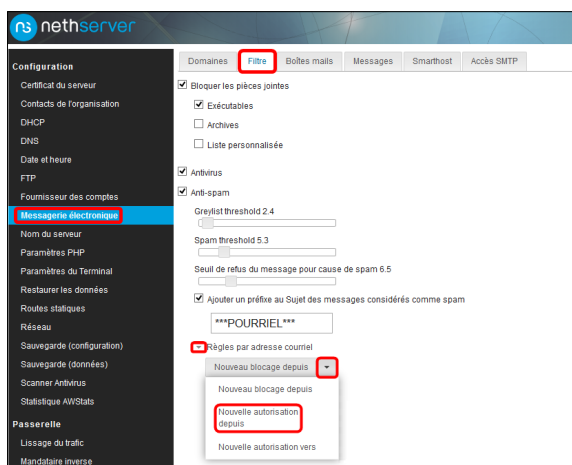 nethserver
Configuration
Certificat du serveur
Contacts de l'organisation
DHCP
DNS
Date et heure
FTP
Fournisseur des comptes
Messagerie électronique
Nom du serveur
Paramètres PHP
Paramètres du Terminal
Restaurer les données
Routes statiques
Réseau
Sauvegarde (configuration)
Sauvegarde (données)
Scanner Antivirus
Statistique AWStats
Passerelle
Lissage du trafic
Mandataire inverse
Domaines Filtre Boîtes mails Messages Smarthost Accès SMTP
Bloquer les pièces jointes
Exécutables
Archives
Liste personnalisée
Antivirus
Anti-spam
Greylist threshold 2.4
Spam threshold 5.3
Seuil de refus du message pour cause de spam 6.5
Ajouter un préfixe au Sujet des messages considérés comme spam
***POURRIEL***
Règles par adresse courriel
Nouveau blocage depuis
Nouveau blocage depuis
Nouvelle autorisation
depuis
Nouvelle autorisation vers